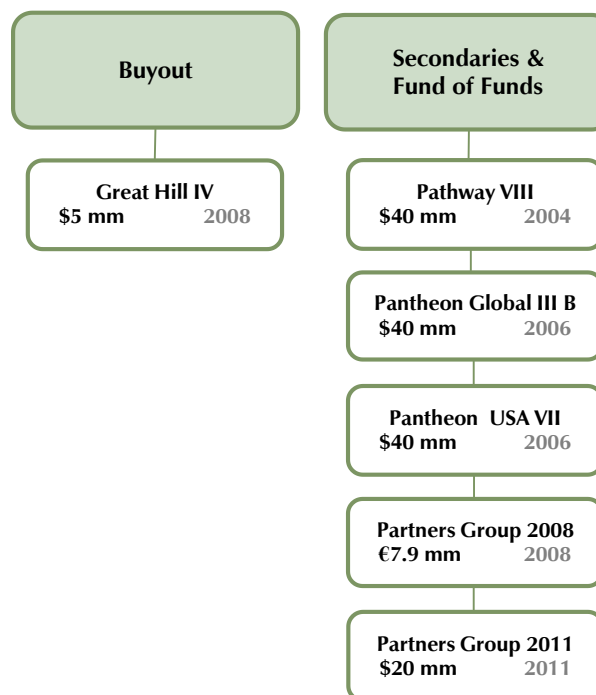 Buyout
Great Hill IV
$5 mm 2008
Secondaries &
Fund of Funds
Pathway VIII
$40 mm 2004
Pantheon Global III B
$40 mm 2006
Pantheon USA VII
$40 mm 2006
Partners Group 2008
€7.9 mm 2008
Partners Group 2011
$20 mm 2011